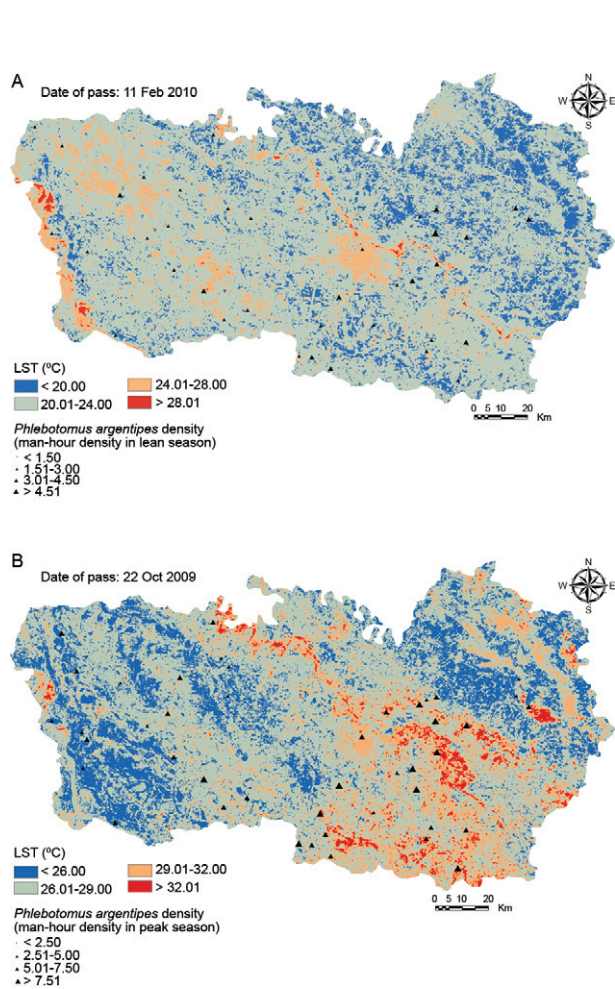 A
Date of pass: 11 Feb 2010
N
W E
S
LST (ºC)
< 20.00 24.01-28.00
20.01-24.00 > 28.01
Phlebotomus argentipes density
(man-hour density in lean season)
< 1.50
1.51-3.00
3.01-4.50
> 4.51
0 5 10 20
Km
B
Date of pass: 22 Oct 2009
N
W E
S
LST (ºC)
< 26.00 29.01-32.00
26.01-29.00 > 32.01
Phlebotomus argentipes density
(man-hour density in peak season)
< 2.50
2.51-5.00
5.01-7.50
> 7.51
0 5 10 20
Km